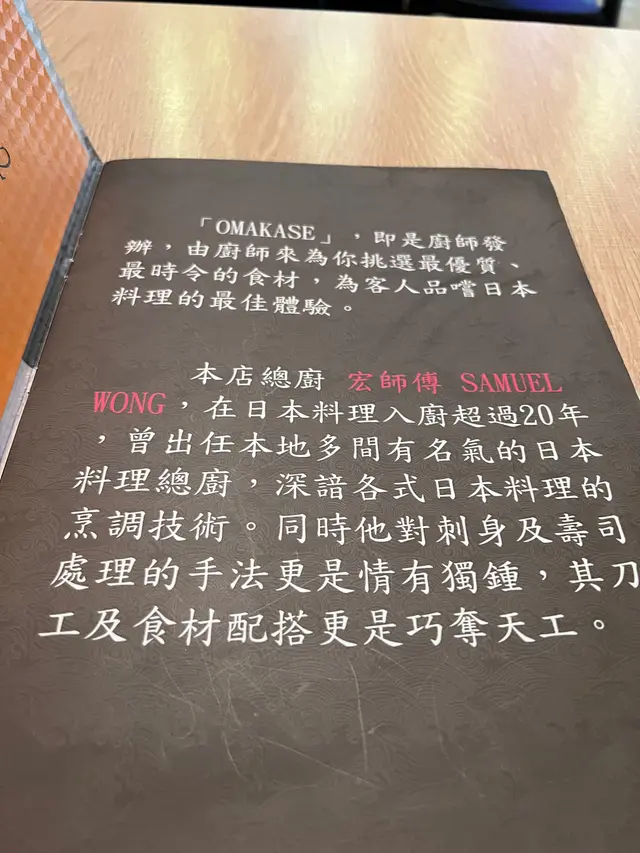 「OMAKASE」，即是廚師發
辦，由廚師來為你挑選最優質、
最時令的食材，為客人品嚐日本
料理的最佳體驗。
本店總廚 宏師傅 SAMUEL
WONG，在日本料理入廚超過20年
，曾出任本地多間有名氣的日本
料理總廚，深諳各式日本料理的
烹調技術。同時他對刺身及壽司
處理的手法更是情有獨鍾，其刀
工及食材配搭更是巧奪天工。